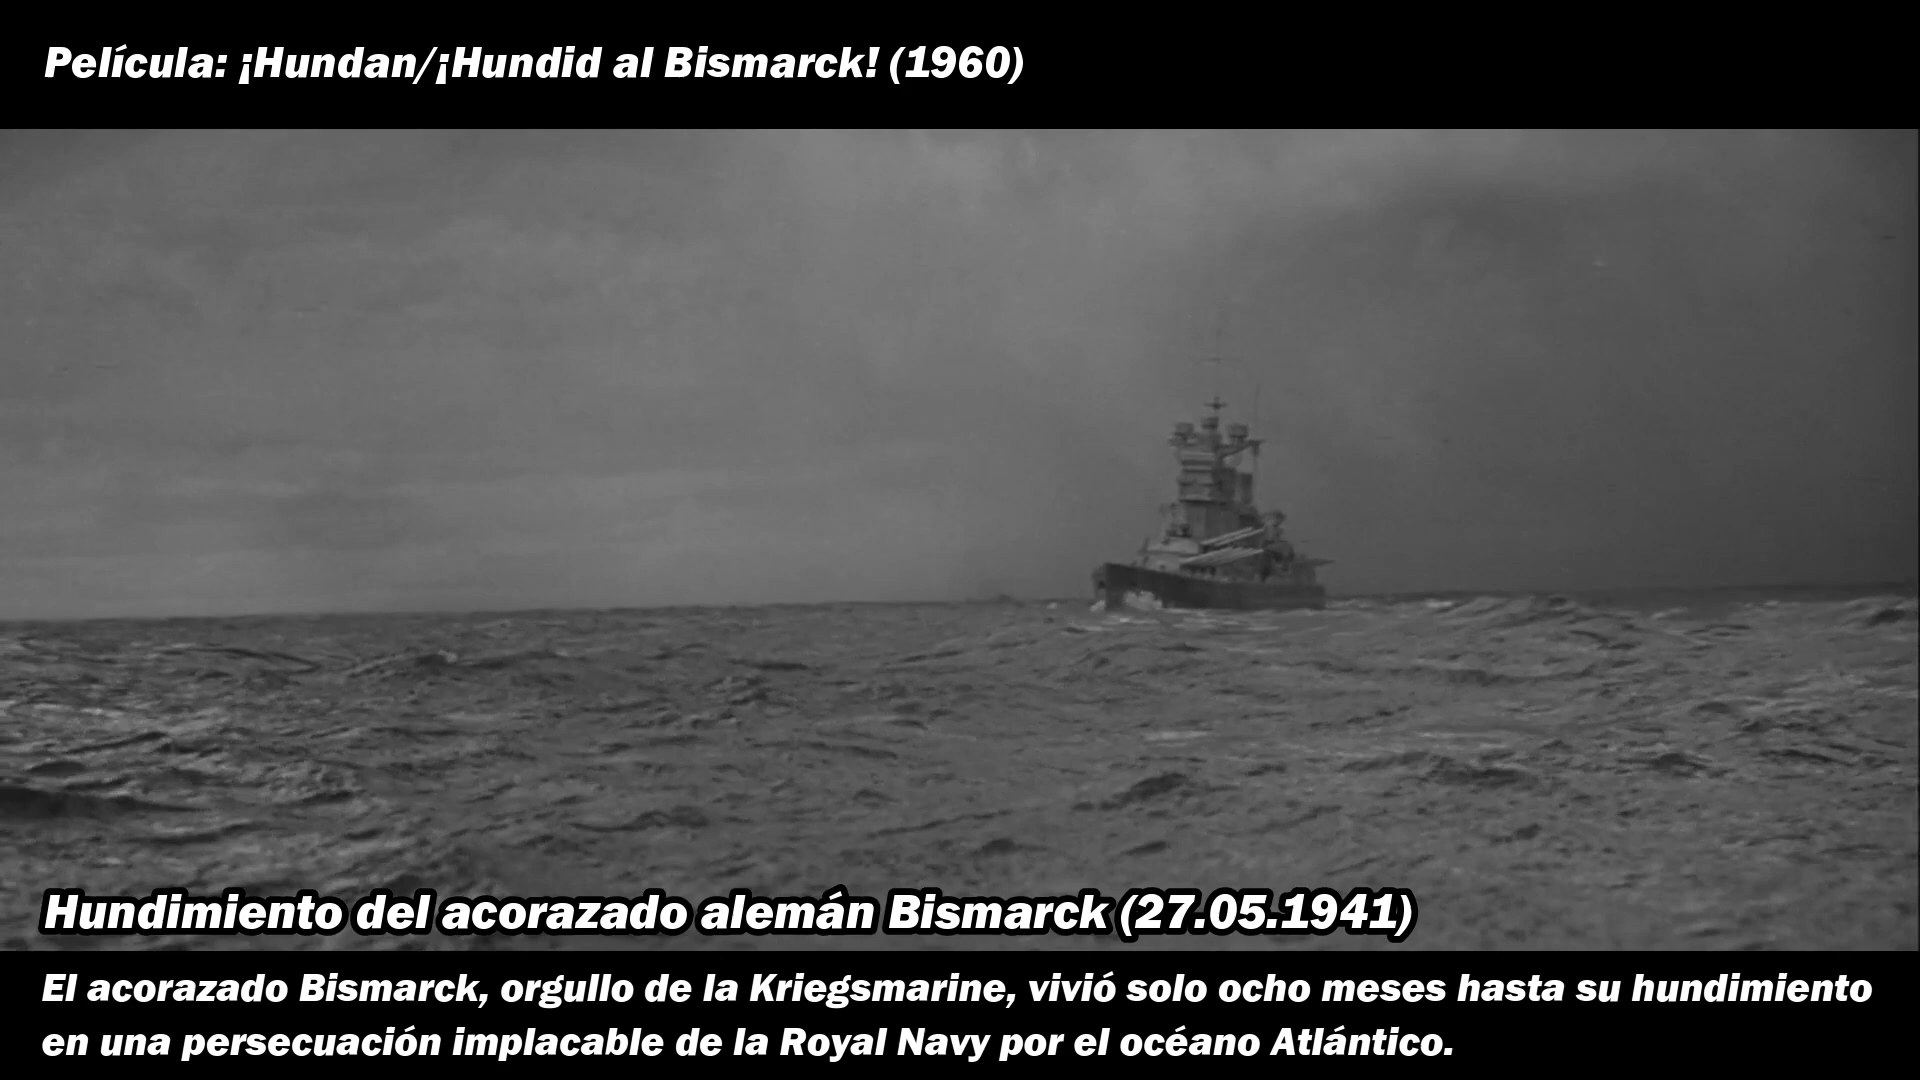 Película: ¡Hundan/¡Hundid al Bismarck! (1960)
Hundimiento del acorazado alemán Bismarck (27.05.1941)
El acorazado Bismarck, orgullo de la Kriegsmarine, vivió solo ocho meses hasta su hundimiento
en una persecuación implacable de la Royal Navy por el océano Atlántico.